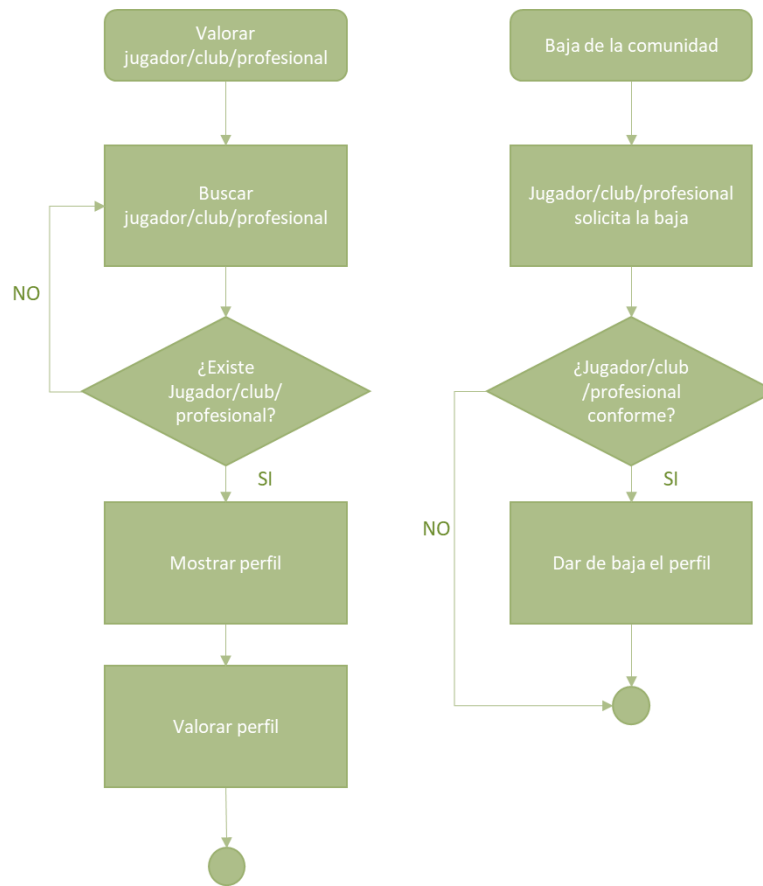 Valorar
jugador/club/profesional
Buscar
jugador/club/profesional
NO
¿Existe
Jugador/club/
profesional?
SI
Mostrar perfil
Valorar perfil
Baja de la comunidad
Jugador/club/profesional
solicita la baja
¿Jugador/club
/profesional
conforme?
SI
NO
Dar de baja el perfil